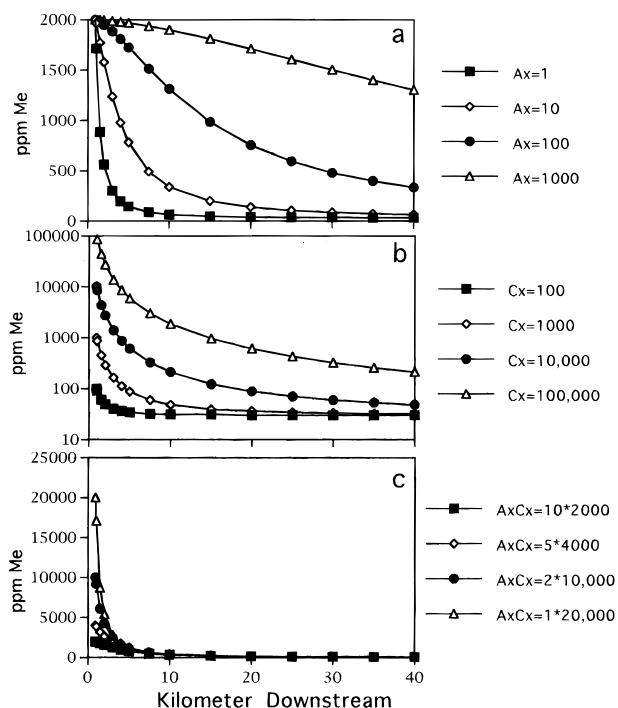 2000
1500
1000
500
0
ppm Me
a
Ax=1
Ax=10
Ax=100
Ax=1000
100000
10000
1000
100
10
ppm Me
b
Cx=100
Cx=1000
Cx=10,000
Cx=100,000
25000
20000
15000
10000
5000
0
ppm Me
c
AxCx=10*2000
AxCx=5*4000
AxCx=2*10,000
AxCx=1*20,000
0 10 20 30 40
Kilometer Downstream